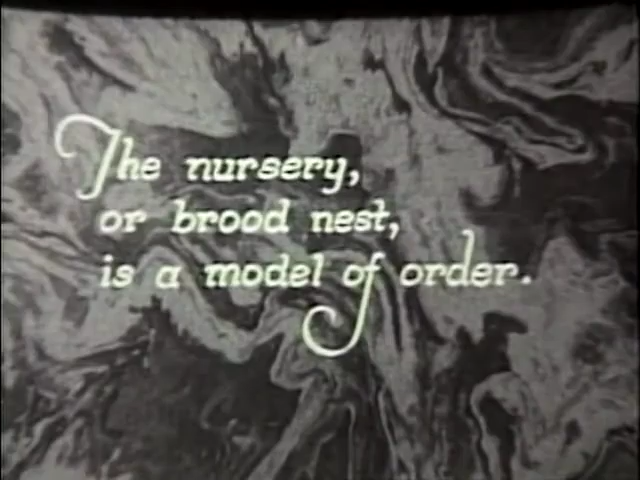 The nursery,
or brood nest,
is a model of order.